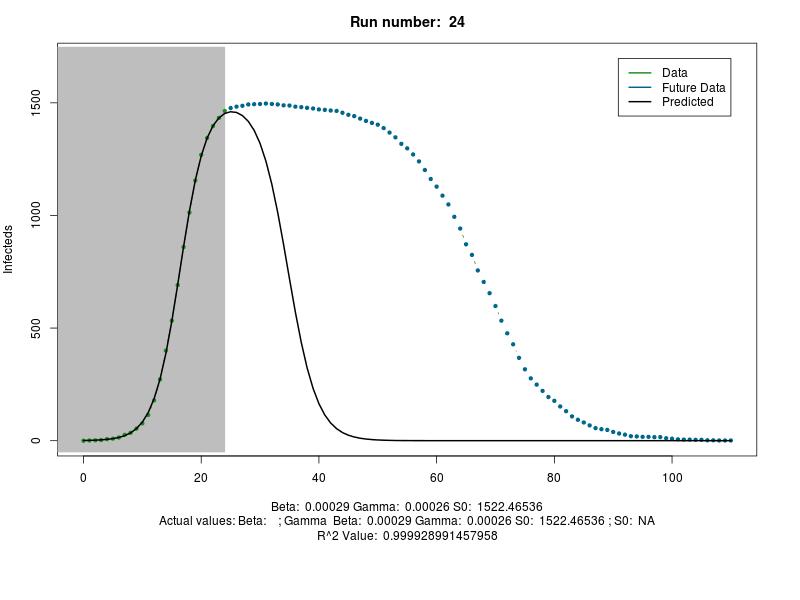 Run number: 24
Data
Future Data
Predicted
Infecteds
1500
1000
500
0
0 20 40 60 80 100
Beta: 0.00029 Gamma: 0.00026 S0: 1522.46536
Actual values: Beta: ; Gamma Beta: 0.00029 Gamma: 0.00026 S0: 1522.46536 ; S0: NA
R^2 Value: 0.999928991457958